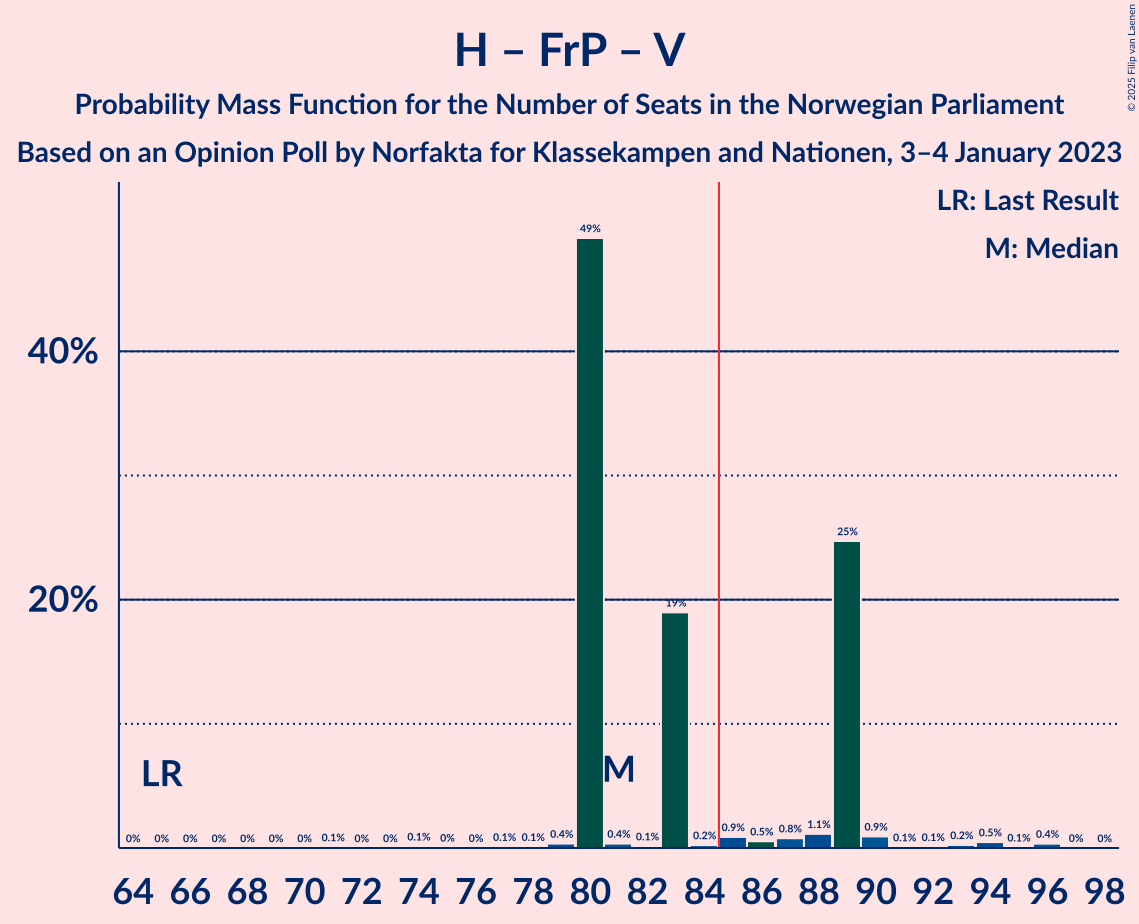 H – FrP – V
Probability Mass Function for the Number of Seats in the Norwegian Parliament
Based on an Opinion Poll by Norfakta for Klassekampen and Nationen, 3–4 January 2023
© 2025 Filip van Laenen
LR: Last Result
M: Median
49%
40%
25%
20%
19%
LR
M
0% 0% 0% 0% 0% 0% 0% 0.1% 0% 0% 0.1% 0% 0% 0.1% 0.1% 0.4% 0.4% 0.1% 0.2% 0.9% 0.5% 0.8% 1.1% 0.9% 0.1% 0.1% 0.2% 0.5% 0.1% 0.4% 0% 0%
64 66 68 70 72 74 76 78 80 82 84 86 88 90 92 94 96 98